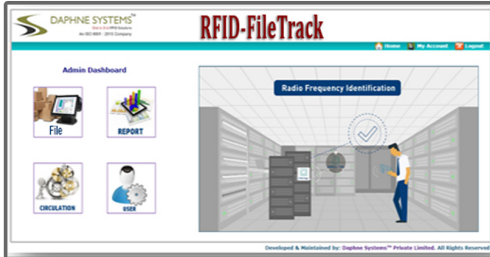 DAPHNE SYSTEMS™
An ISO 9001 : 2015 Company
RFID-FileTrack
Home My Account Logout
Admin Dashboard
Radio Frequency Identification
File
REPORT
CIRCULATION
USER
Developed & Maintained by: Daphne Systems™ Private Limited. All Rights Reserved